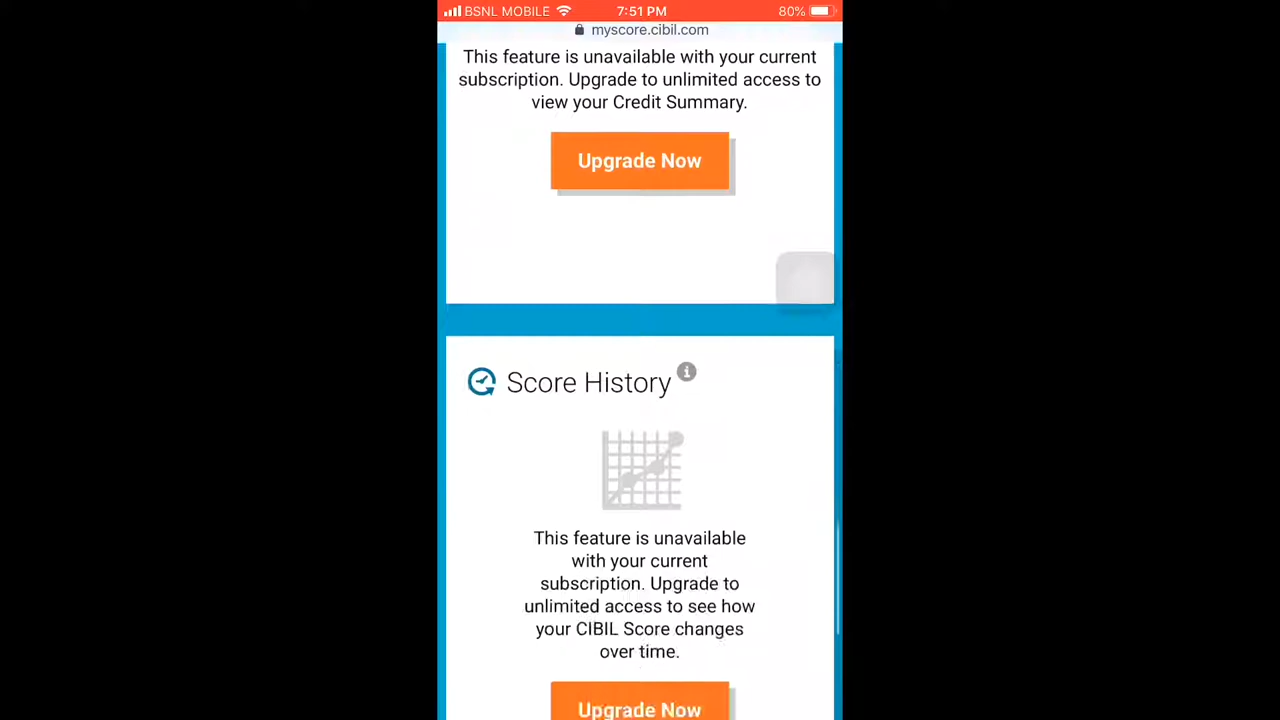 BSNL MOBILE 7:51 PM 80%
myscore.cibil.com
This feature is unavailable with your current
subscription. Upgrade to unlimited access to
view your Credit Summary.
Upgrade Now
Score History i
This feature is unavailable
with your current
subscription. Upgrade to
unlimited access to see how
your CIBIL Score changes
over time.
Upgrade Now